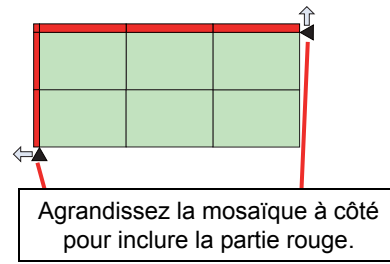 Agrandissez la mosaïque à côté
pour inclure la partie rouge.